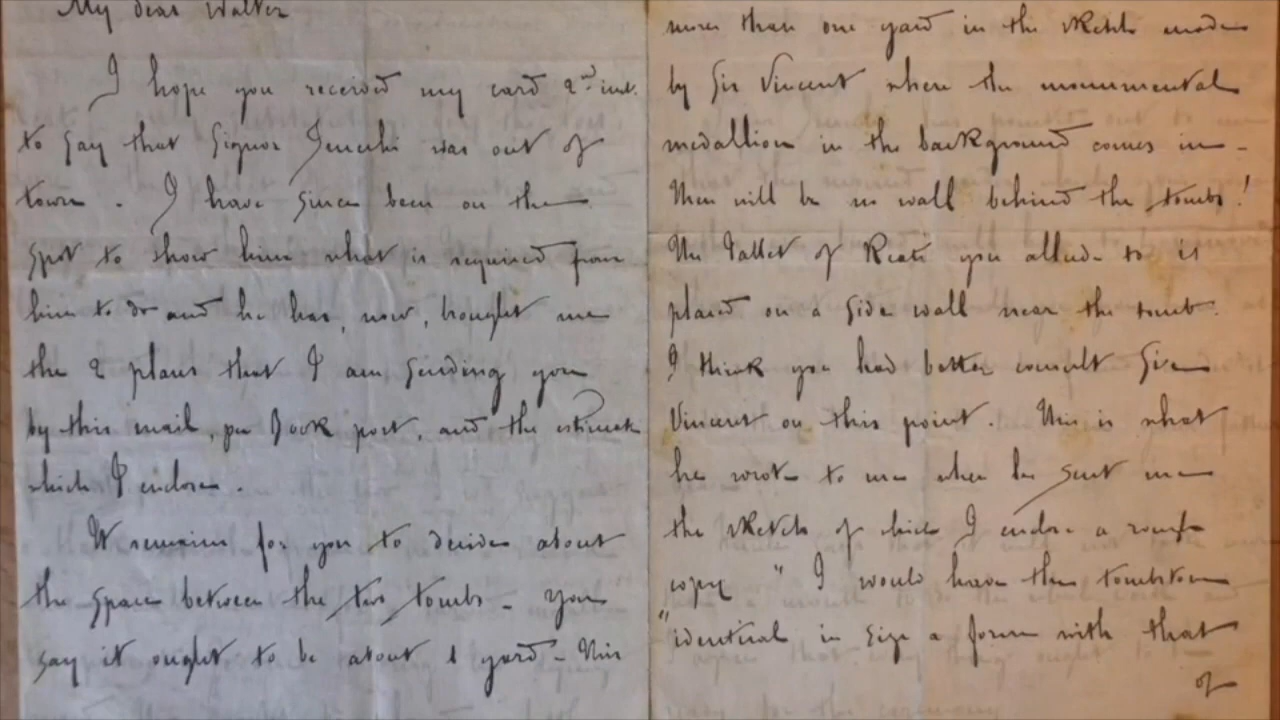 My dear Walter
I hope you received my card 2nd inst.
to say that Signor was out of
town. I have since been on the
spot to show him what is required from
him to do and he has, now, brought me
the 2 plans that I am sending you
by this mail, per Book post, and the estimate
which I enclose.
It remains for you to decide about
the space between the two tombs - you
say it ought to be about 1 yard - This
more than one yard in the sketch made
by Sir Vincent where the monumental
medallion in the background comes in -
There will be no wall behind the tombs!
The Tablet of Keats you allude to is
placed on a side wall near the tomb.
I think you had better consult Sir
Vincent on this point. This is what
he wrote to me when he sent me
the sketch of which I enclose a rough
copy " I would have the tombstone
"identical in size & form with that
of